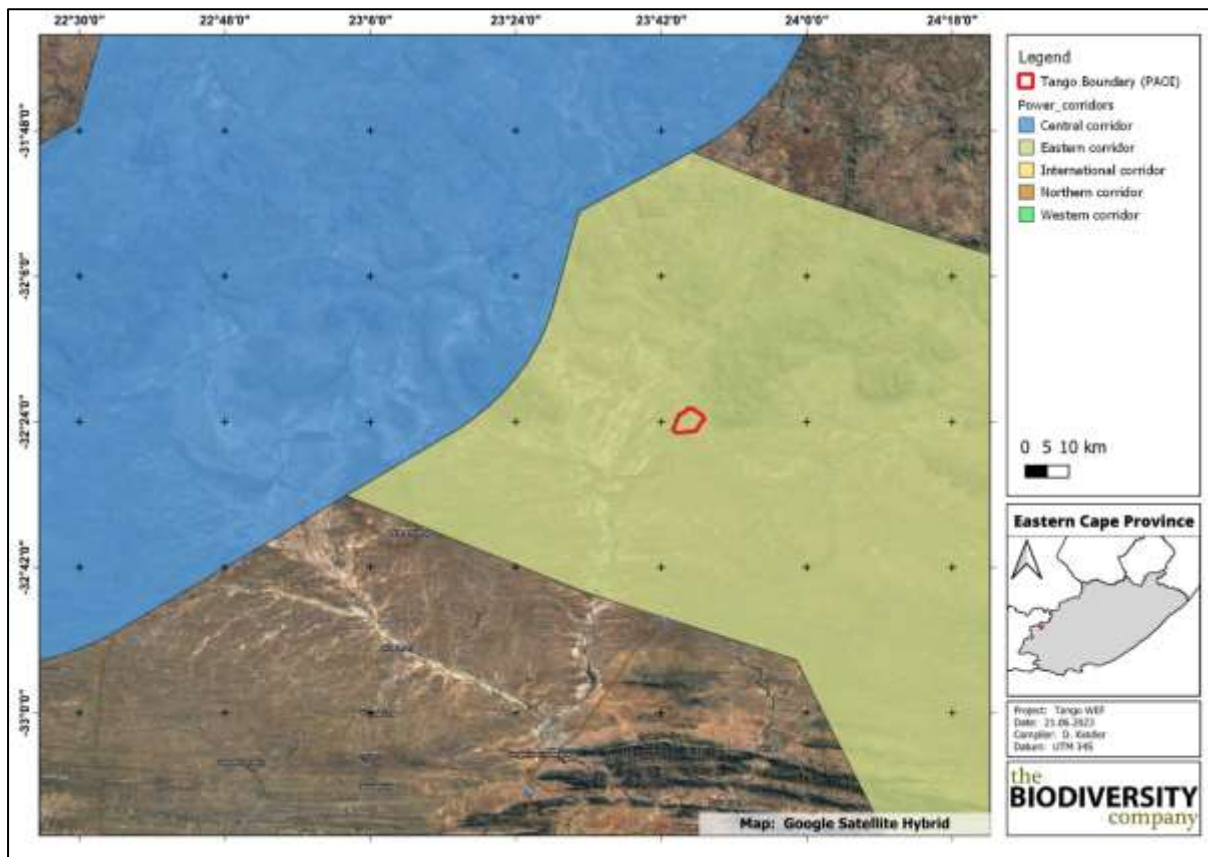 22°30'0" 22°48'0" 23°6'0" 23°24'0" 23°42'0" 24°0'0" 24°18'0"
-31°48'0"
-32°6'0"
-32°24'0"
-32°42'0"
-33°0'0"
Legend
Tango Boundary (PAOI)
Power_corridors
Central corridor
Eastern corridor
International corridor
Northern corridor
Western corridor
0 5 10 km
Eastern Cape Province
Project: Tango WEF
Date: 21.06.2023
Compiler: D. Kindler
Datum: UTM 34S
the
BIODIVERSITY
company
Map: Google Satellite Hybrid